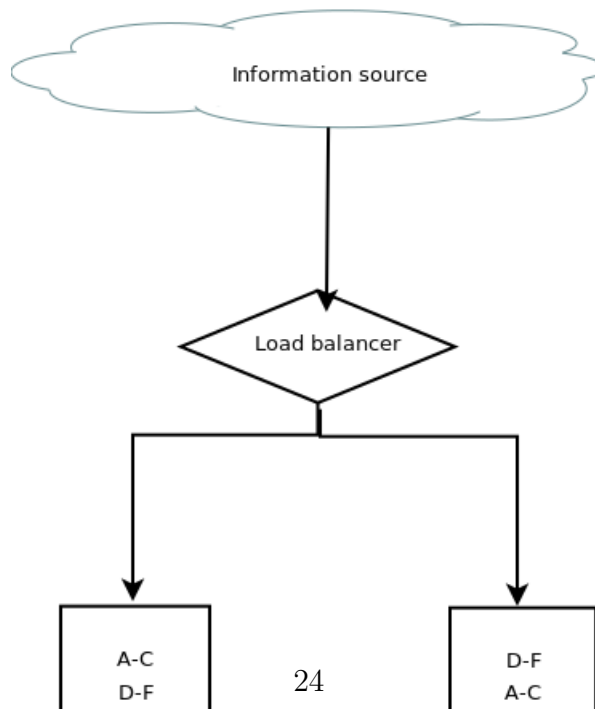 Information source
Load balancer
A-C
D-F
24
D-F
A-C